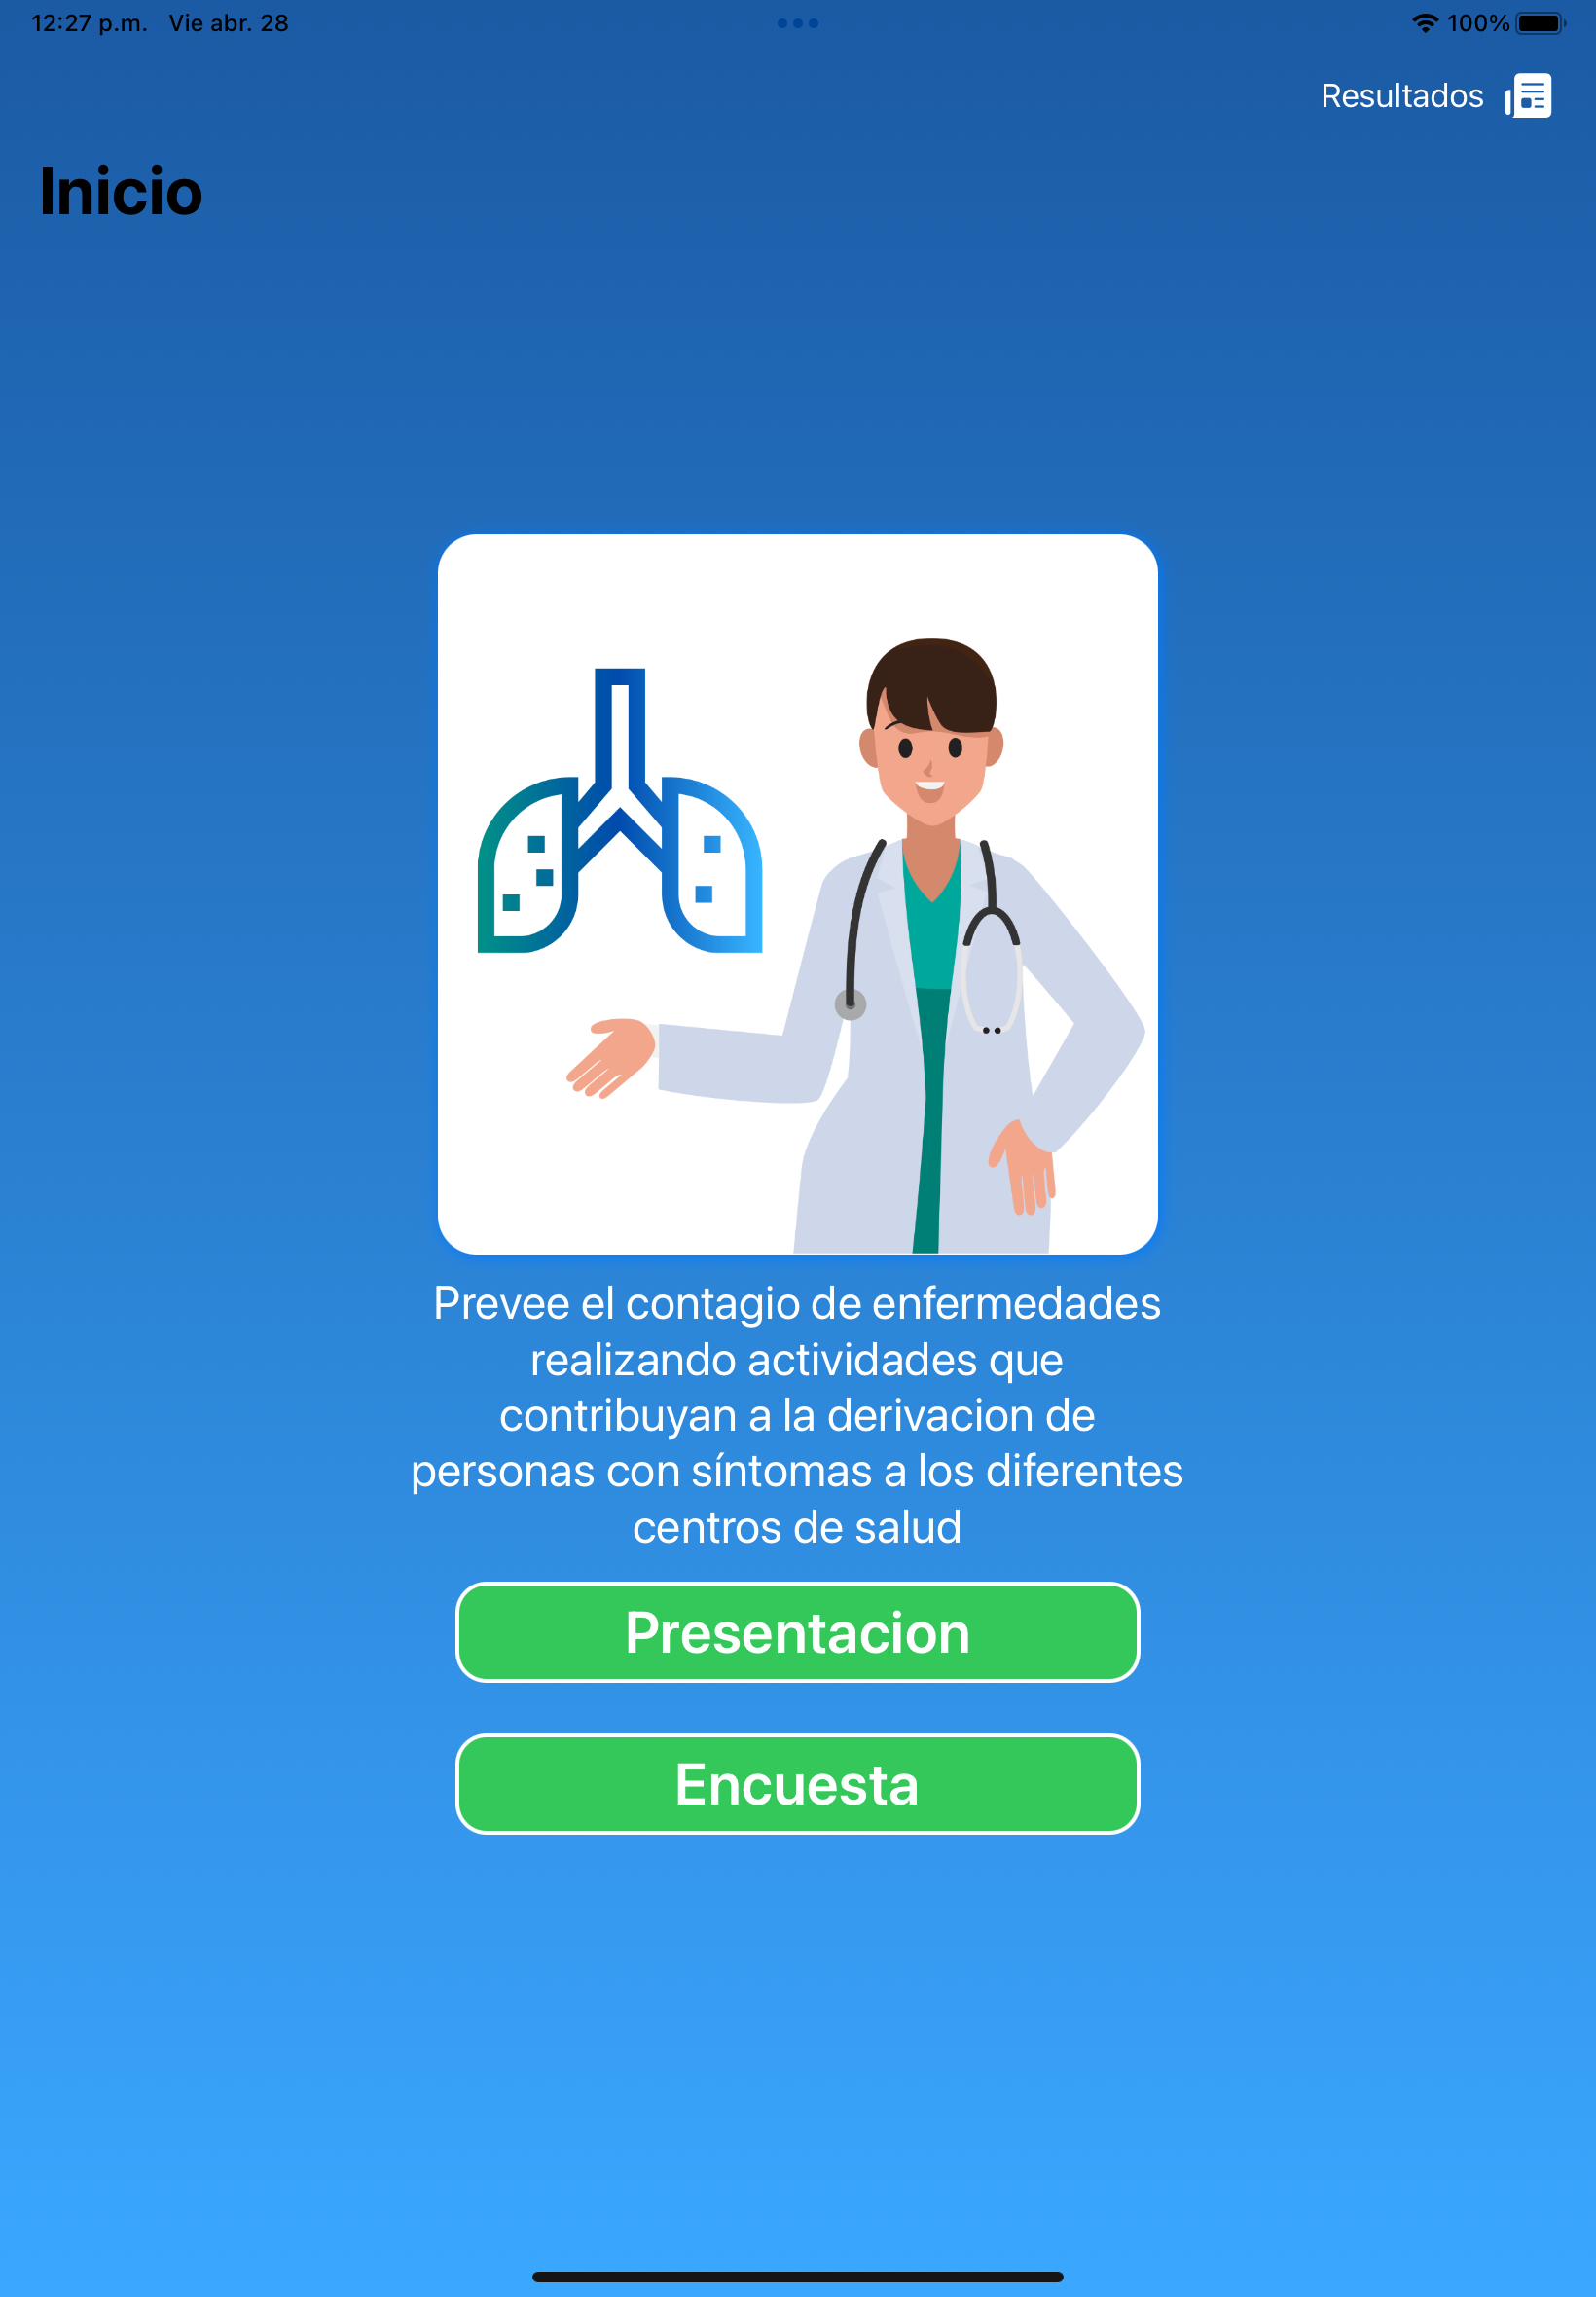 12:27 p.m. Vie abr. 28 100%
Resultados
Inicio
Prevee el contagio de enfermedades
realizando actividades que
contribuyan a la derivacion de
personas con síntomas a los diferentes
centros de salud
Presentacion
Encuesta